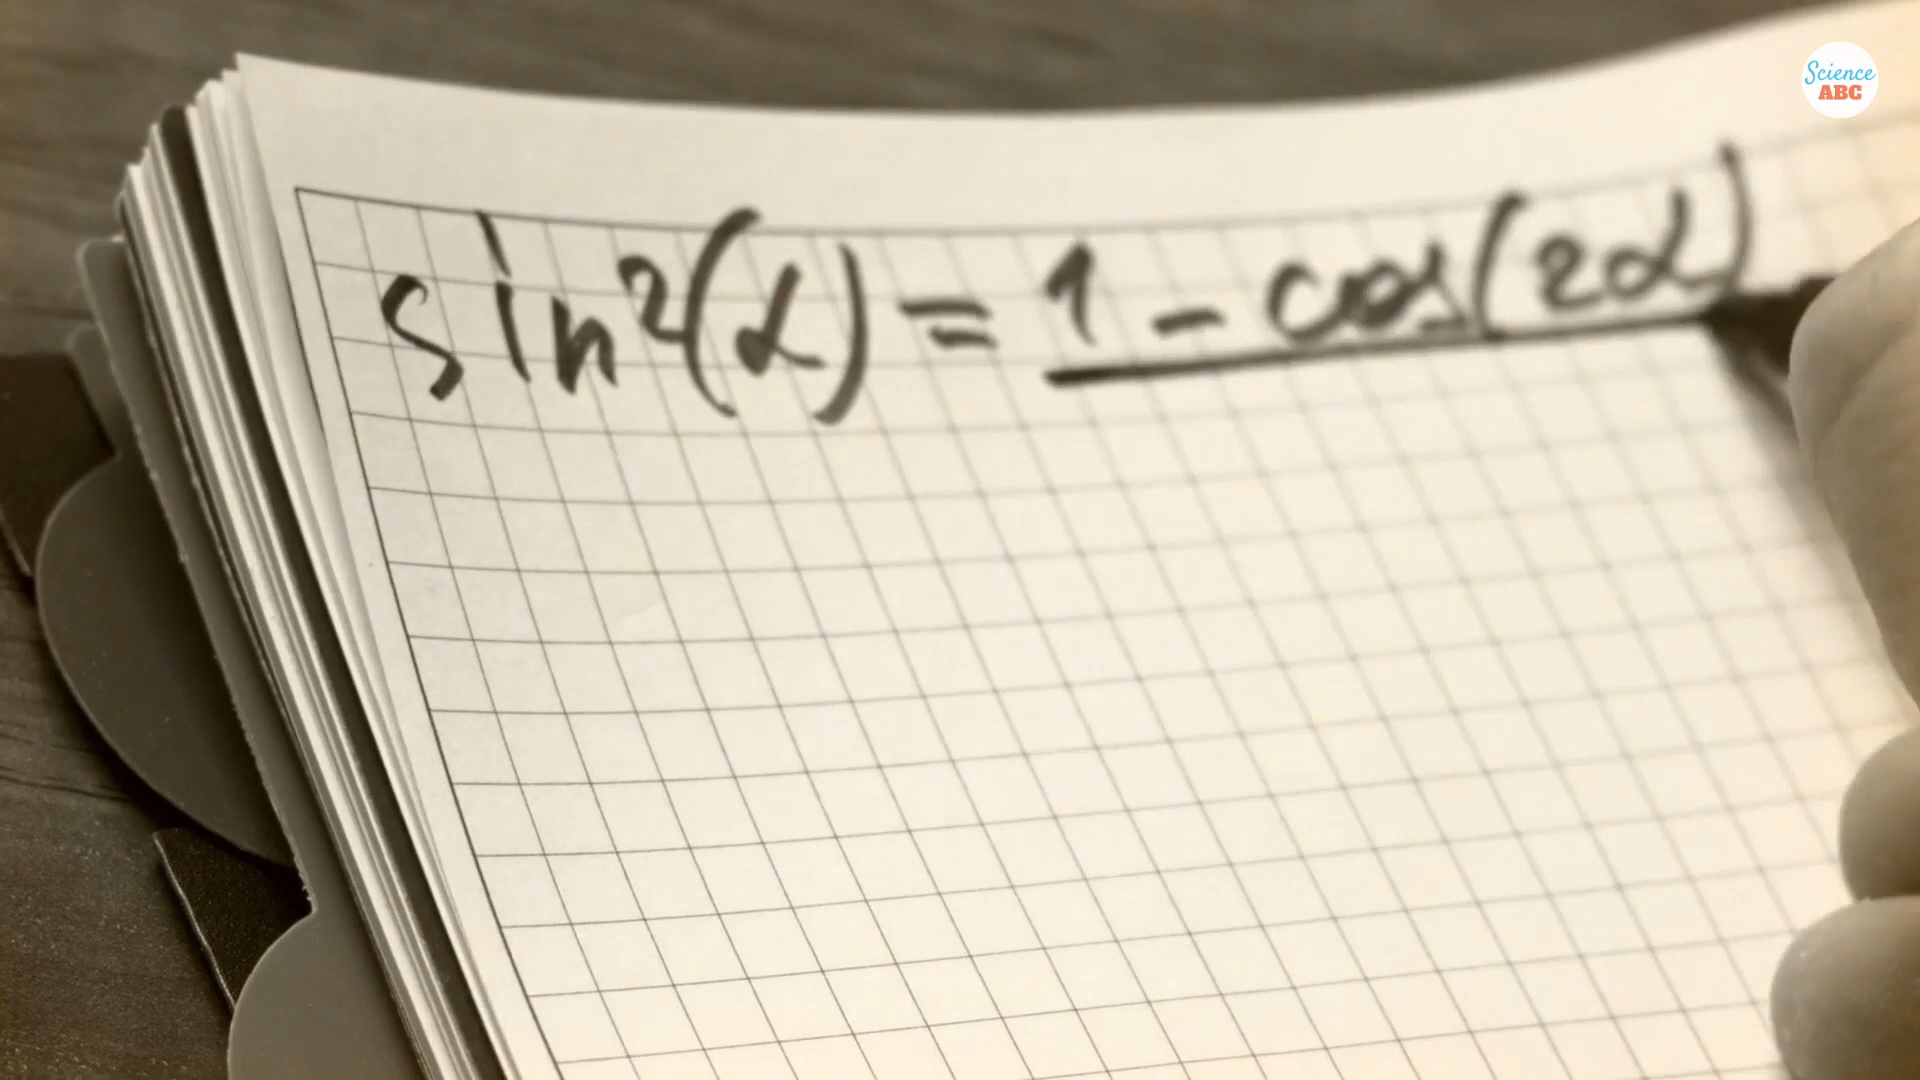 Science
ABC
sin²(α) = 1 - cos(2α)